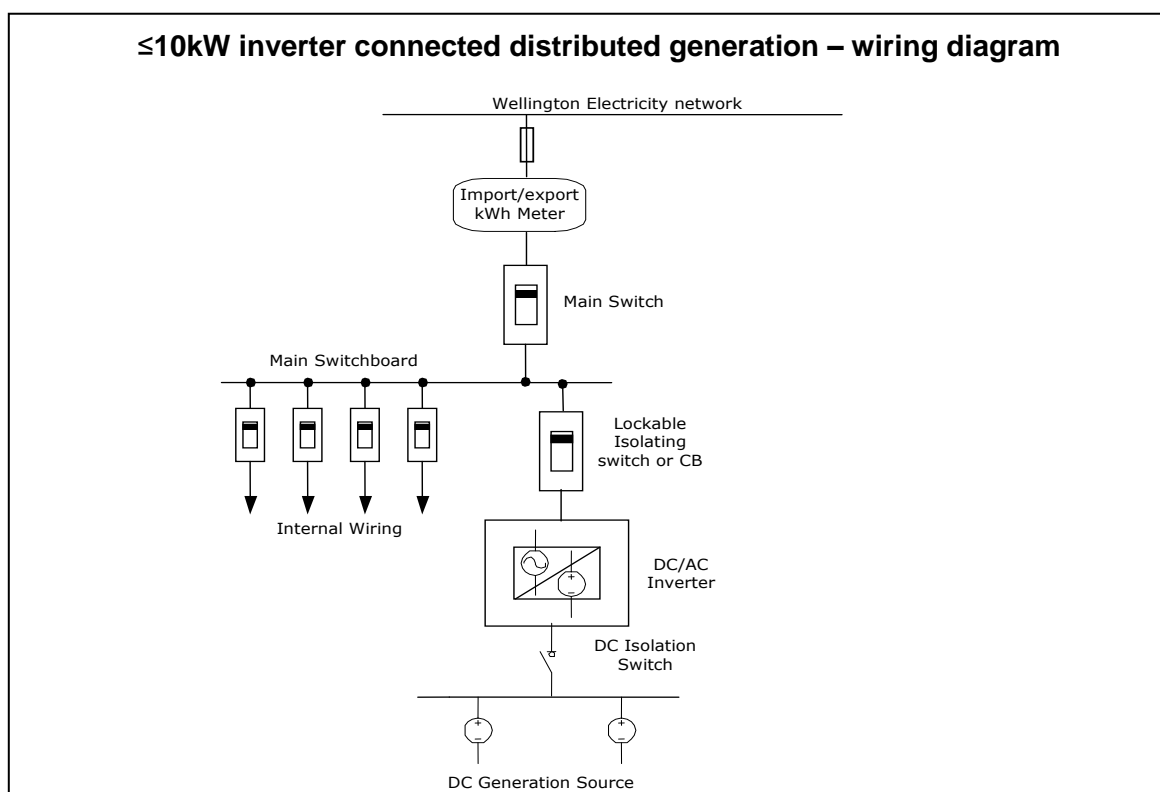 ≤10kW inverter connected distributed generation – wiring diagram
Wellington Electricity network
Import/export
kWh Meter
Main Switch
Main Switchboard
Lockable
Isolating
switch or CB
Internal Wiring
DC/AC
Inverter
DC Isolation
Switch
DC Generation Source